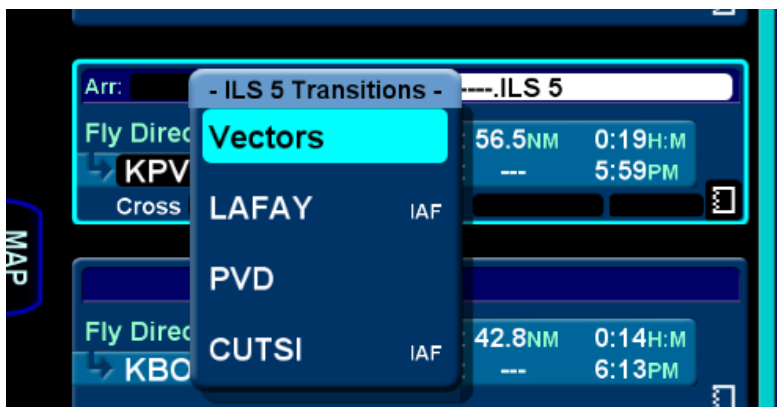 Arr:
- ILS 5 Transitions -
----.ILS 5
Fly Direc
Vectors
: 56.5NM 0:19H:M
KPV
: --- 5:59PM
Cross
LAFAY IAF
MAP
PVD
Fly Direc
CUTSI IAF
: 42.8NM 0:14H:M
KBO
: --- 6:13PM